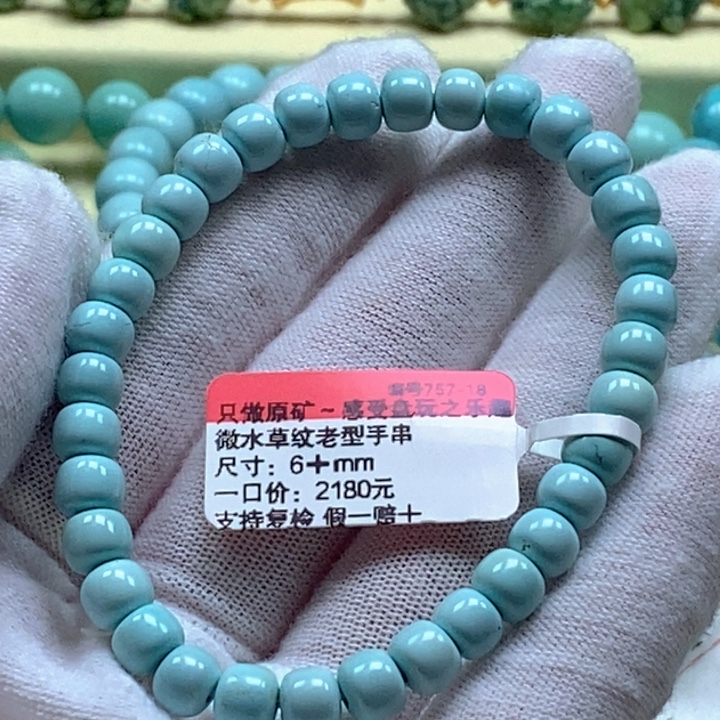 编号757-18
只做原矿～感受盘玩之乐趣
微水草纹老型手串
尺寸：6+mm
一口价：2180元
支持复检 假一赔十